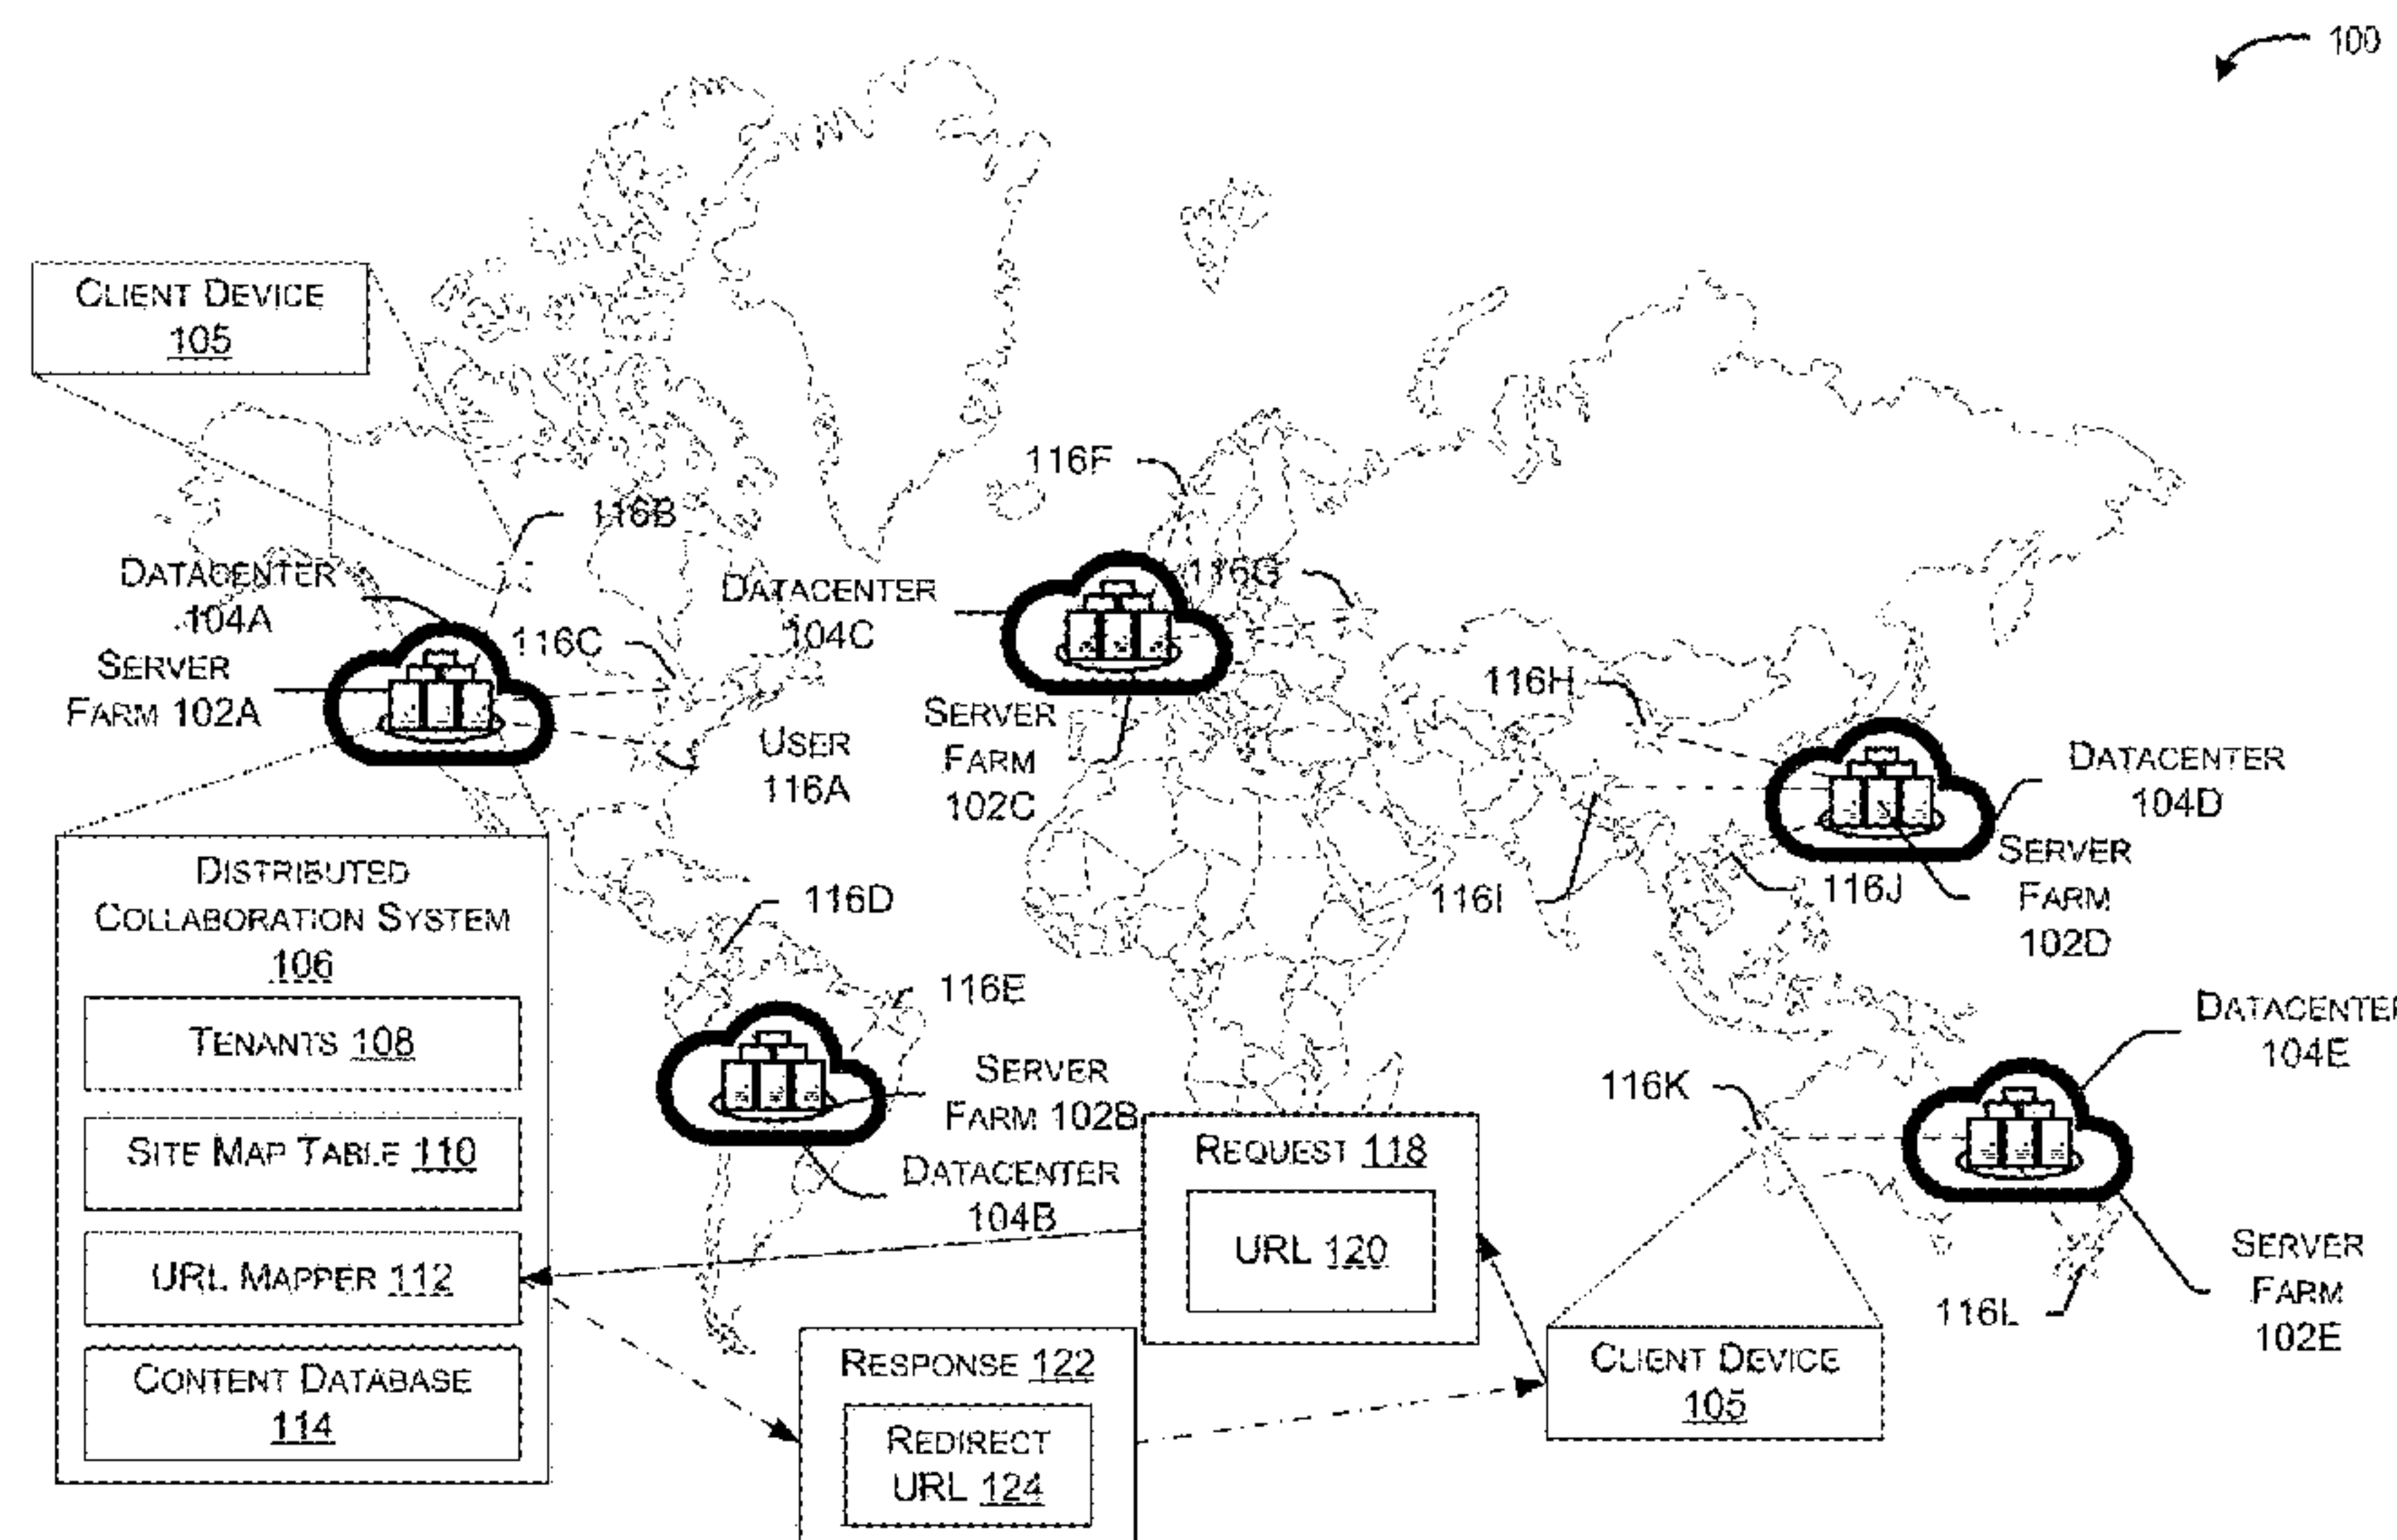 100
CLIENT DEVICE
105
116F
116B
DATACENTER
104A
116C
DATACENTER
104C
116G
SERVER
FARM 102A
USER
116A
SERVER
FARM
102C
116H
DATACENTER
104D
SERVER
FARM
102D
116I
116J
DISTRIBUTED
COLLABORATION SYSTEM
106
TENANTS 108
SITE MAP TABLE 110
URL MAPPER 112
CONTENT DATABASE
114
116D
116E
SERVER
FARM 102B
DATACENTER
104B
REQUEST 118
URL 120
RESPONSE 122
REDIRECT
URL 124
116K
DATACENTER
104E
116L
SERVER
FARM
102E
CLIENT DEVICE
105